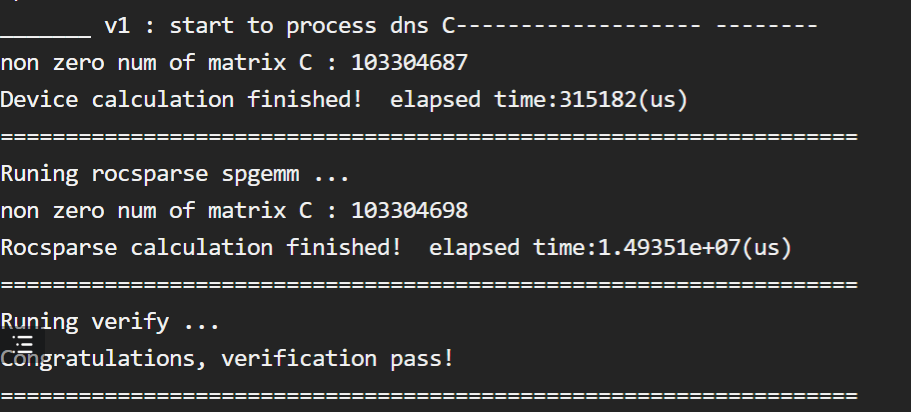 _______ v1 : start to process dns C------------------- --------
non zero num of matrix C : 103304687
Device calculation finished!  elapsed time:315182(us)
==================================================================
Runing rocsparse spgemm ...
non zero num of matrix C : 103304698
Rocsparse calculation finished!  elapsed time:1.49351e+07(us)
==================================================================
Runing verify ...
Congratulations, verification pass!
==================================================================